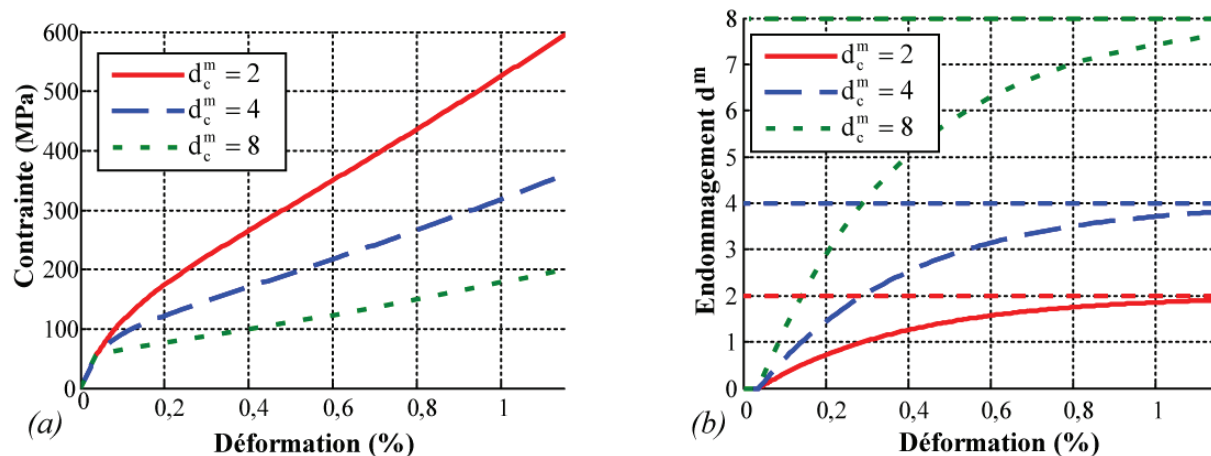 600
500
400
300
200
100
0
Contrainte (MPa)
d_c^m = 2
d_c^m = 4
d_c^m = 8
0 0,2 0,4 0,6 0,8 1
Déformation (%)
(a)
8
7
6
5
4
3
2
1
0
Endommagement d^m
d_c^m = 2
d_c^m = 4
d_c^m = 8
0 0,2 0,4 0,6 0,8 1
Déformation (%)
(b)